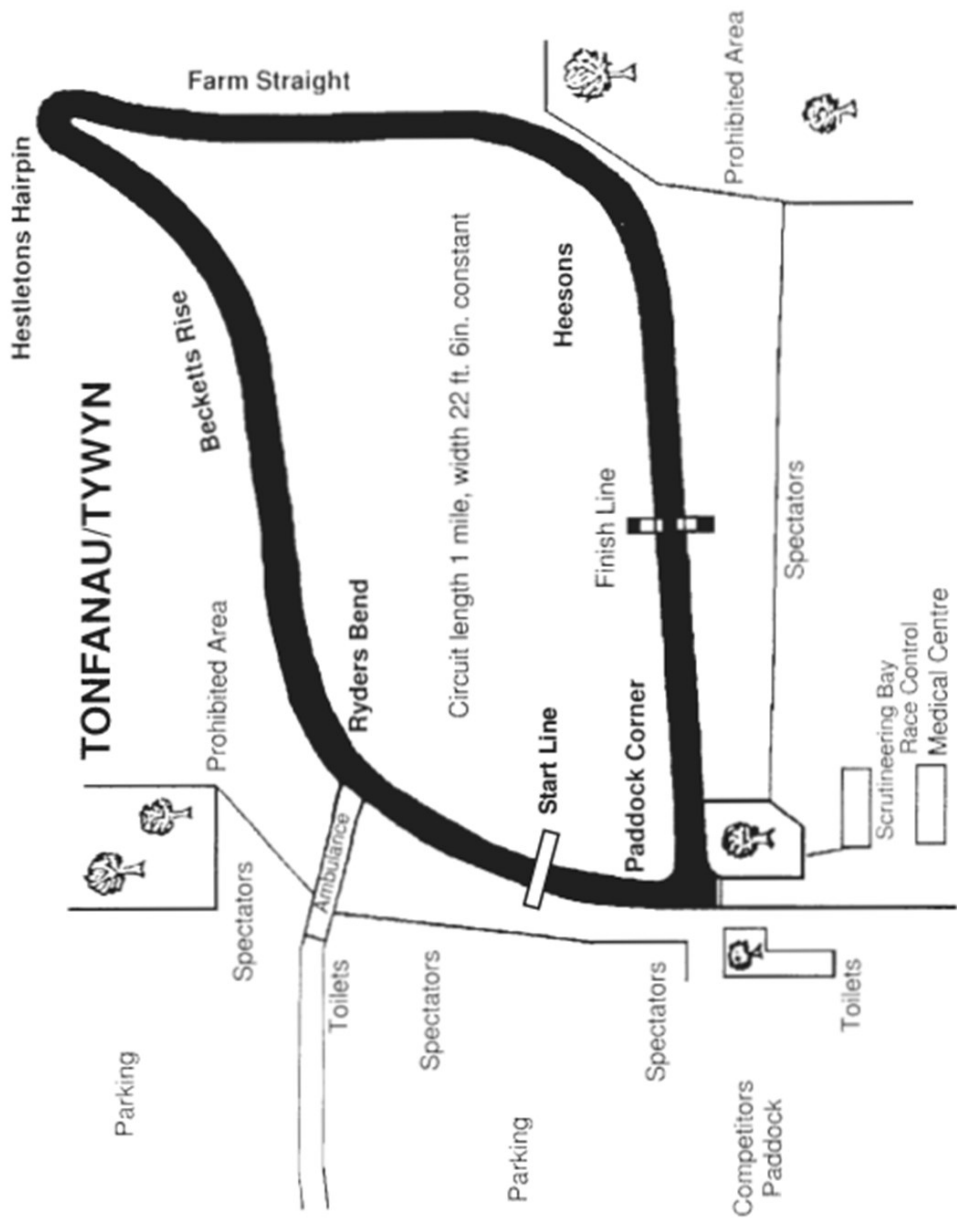 TONFANAU/TYWYN
Hestletons Hairpin
Farm Straight
Becketts Rise
Prohibited Area
Ryders Bend
Circuit length 1 mile, width 22 ft. 6in. constant
Heesons
Prohibited Area
Finish Line
Start Line
Paddock Corner
Spectators
Ambulance
Spectators
Toilets
Spectators
Spectators
Spectators
Parking
Parking
Competitors
Paddock
Toilets
Scrutineering Bay
Race Control
Medical Centre